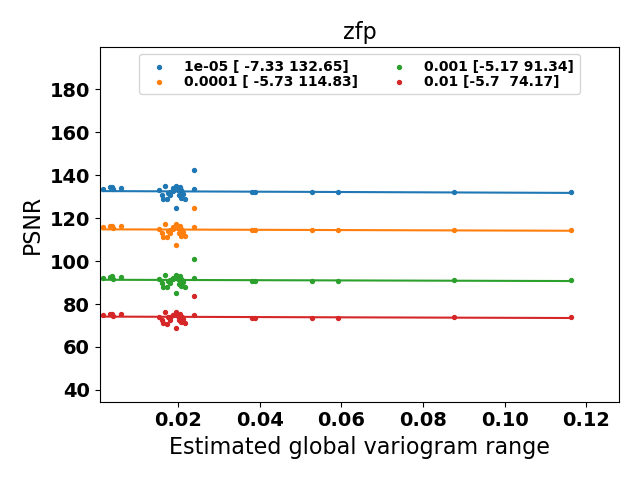 zfp
1e-05 [ -7.33 132.65]
0.0001 [ -5.73 114.83]
0.001 [-5.17 91.34]
0.01 [-5.7  74.17]
PSNR
180
160
140
120
100
80
60
40
0.02 0.04 0.06 0.08 0.10 0.12
Estimated global variogram range